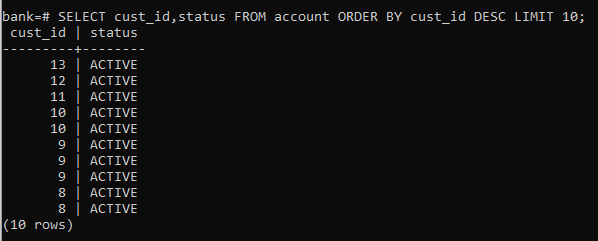 bank=# SELECT cust_id,status FROM account ORDER BY cust_id DESC LIMIT 10;
 cust_id | status
---------+--------
      13 | ACTIVE
      12 | ACTIVE
      11 | ACTIVE
      10 | ACTIVE
      10 | ACTIVE
       9 | ACTIVE
       9 | ACTIVE
       9 | ACTIVE
       8 | ACTIVE
       8 | ACTIVE
(10 rows)